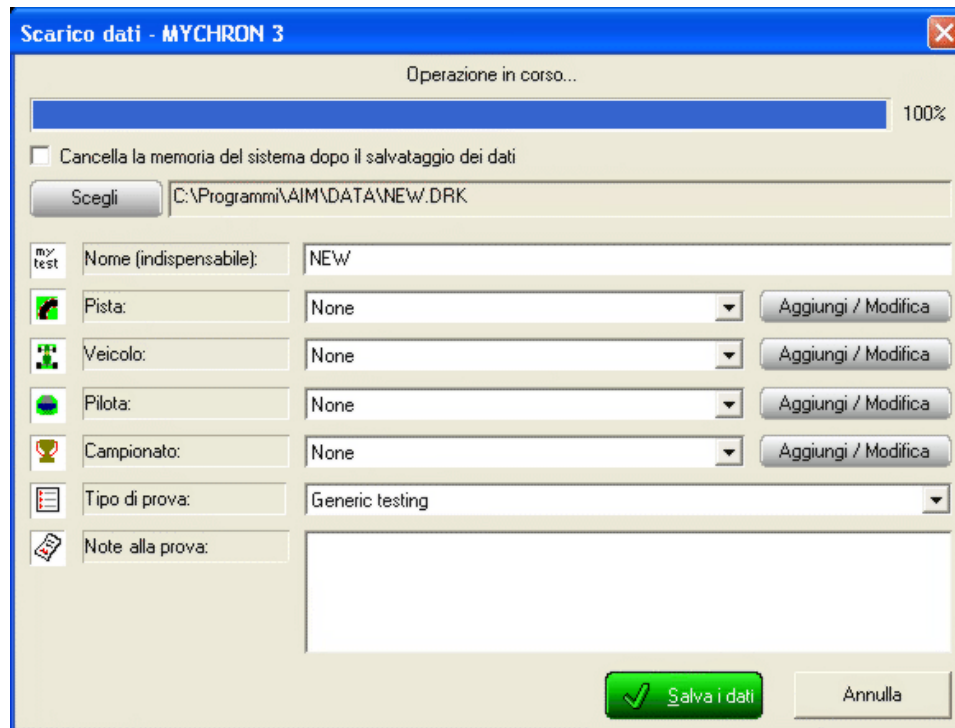 Scarico dati - MYCHRON 3
Operazione in corso...
100%
Cancella la memoria del sistema dopo il salvataggio dei dati
Scegli C:\Programmi\AIM\DATA\NEW.DRK
my test Nome (indispensabile): NEW
Pista: None Aggiungi / Modifica
Veicolo: None Aggiungi / Modifica
Pilota: None Aggiungi / Modifica
Campionato: None Aggiungi / Modifica
Tipo di prova: Generic testing
Note alla prova:
Salva i dati Annulla